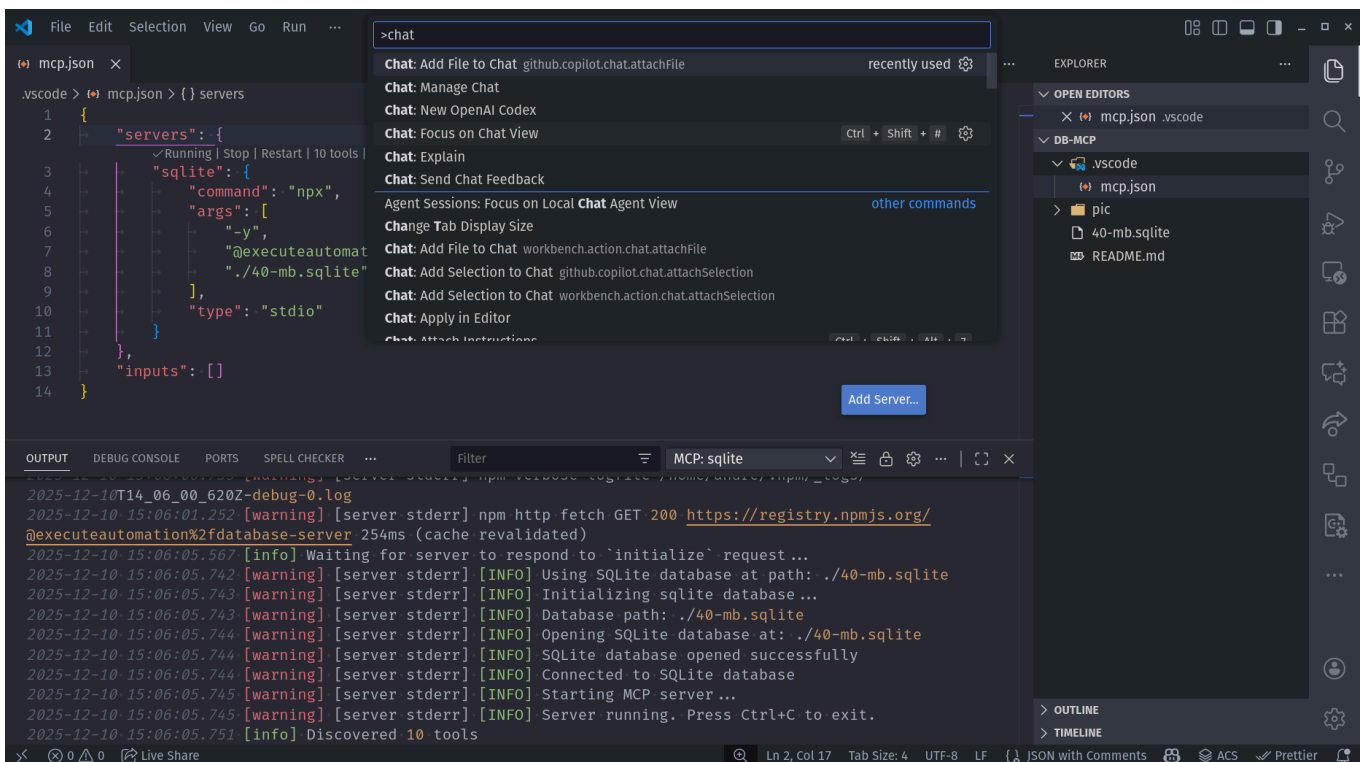 File Edit Selection View Go Run ···
>chat
Chat: Add File to Chat github.copilot.chat.attachFile recently used
Chat: Manage Chat
Chat: New OpenAI Codex
Chat: Focus on Chat View Ctrl + Shift + #
Chat: Explain
Chat: Send Chat Feedback
Agent Sessions: Focus on Local Chat Agent View other commands
Change Tab Display Size
Chat: Add File to Chat workbench.action.chat.attachFile
Chat: Add Selection to Chat github.copilot.chat.attachSelection
Chat: Add Selection to Chat workbench.action.chat.attachSelection
Chat: Apply in Editor
Chat: Attach Instructions Ctrl + Shift + Alt + 7
mcp.json
.vscode > mcp.json > { } servers
1 {
2 "servers": {
✓Running | Stop | Restart | 10 tools |
3 "sqlite": {
4 "command": "npx",
5 "args": [
6 "-y",
7 "@executeautomat
8 "./40-mb.sqlite"
9 ],
10 "type": "stdio"
11 }
12 },
13 "inputs": []
14 }
Add Server...
EXPLORER ···
OPEN EDITORS
mcp.json .vscode
DB-MCP
.vscode
mcp.json
pic
40-mb.sqlite
README.md
OUTLINE
TIMELINE
OUTPUT DEBUG CONSOLE PORTS SPELL CHECKER ··· Filter MCP: sqlite
2025-12-10T14_06_00_620Z-debug-0.log
2025-12-10 15:06:01.252 [warning] [server stderr] npm http fetch GET 200 https://registry.npmjs.org/
@executeautomation%2fdatabase-server 254ms (cache revalidated)
2025-12-10 15:06:05.567 [info] Waiting for server to respond to `initialize` request...
2025-12-10 15:06:05.742 [warning] [server stderr] [INFO] Using SQLite database at path: ./40-mb.sqlite
2025-12-10 15:06:05.743 [warning] [server stderr] [INFO] Initializing sqlite database...
2025-12-10 15:06:05.743 [warning] [server stderr] [INFO] Database path: ./40-mb.sqlite
2025-12-10 15:06:05.744 [warning] [server stderr] [INFO] Opening SQLite database at: ./40-mb.sqlite
2025-12-10 15:06:05.744 [warning] [server stderr] [INFO] SQLite database opened successfully
2025-12-10 15:06:05.744 [warning] [server stderr] [INFO] Connected to SQLite database
2025-12-10 15:06:05.745 [warning] [server stderr] [INFO] Starting MCP server...
2025-12-10 15:06:05.745 [warning] [server stderr] [INFO] Server running. Press Ctrl+C to exit.
2025-12-10 15:06:05.751 [info] Discovered 10 tools
0 0 Live Share Ln 2, Col 17 Tab Size: 4 UTF-8 LF { } JSON with Comments ACS Prettier